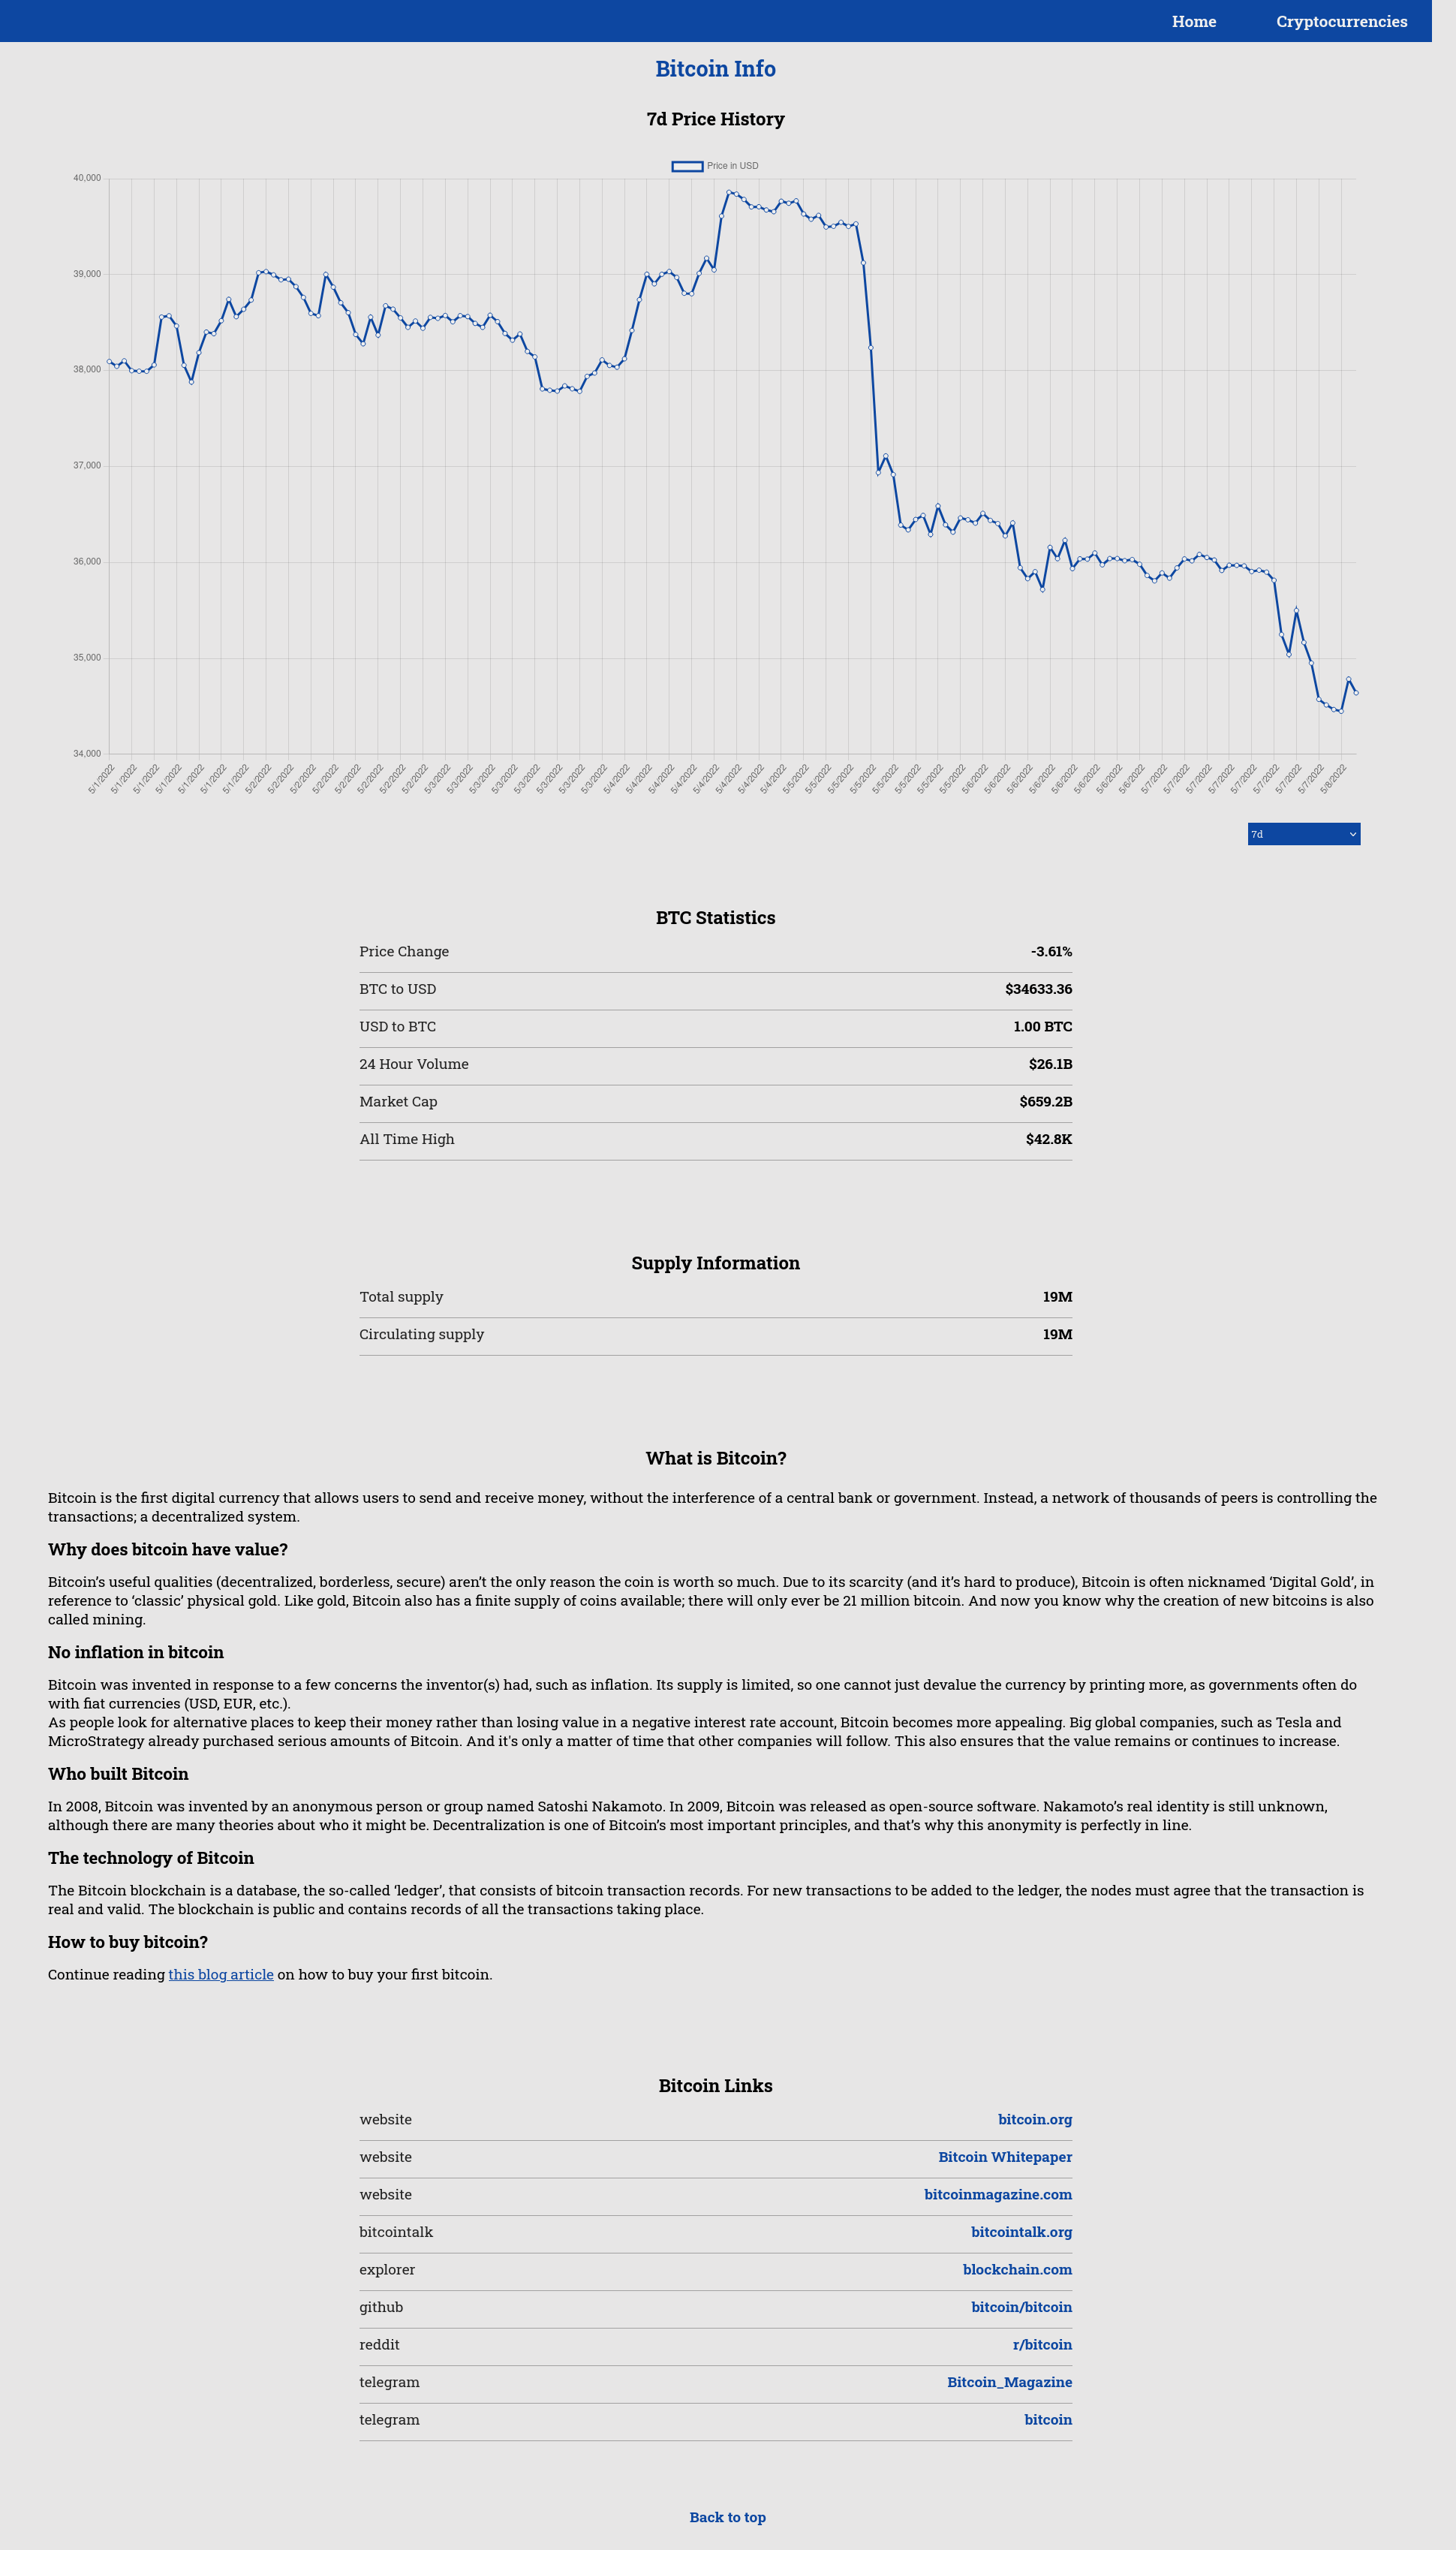 Home Cryptocurrencies
Bitcoin Info
7d Price History
Price in USD
40,000
39,000
38,000
37,000
36,000
35,000
34,000
5/1/2022 5/1/2022 5/1/2022 5/1/2022 5/1/2022 5/1/2022 5/1/2022 5/2/2022 5/2/2022 5/2/2022 5/2/2022 5/2/2022 5/2/2022 5/2/2022 5/2/2022 5/3/2022 5/3/2022 5/3/2022 5/3/2022 5/3/2022 5/3/2022 5/3/2022 5/3/2022 5/4/2022 5/4/2022 5/4/2022 5/4/2022 5/4/2022 5/4/2022 5/4/2022 5/4/2022 5/5/2022 5/5/2022 5/5/2022 5/5/2022 5/5/2022 5/5/2022 5/5/2022 5/5/2022 5/6/2022 5/6/2022 5/6/2022 5/6/2022 5/6/2022 5/6/2022 5/6/2022 5/6/2022 5/7/2022 5/7/2022 5/7/2022 5/7/2022 5/7/2022 5/7/2022 5/7/2022 5/7/2022 5/8/2022
7d
BTC Statistics
Price Change -3.61%
BTC to USD $34633.36
USD to BTC 1.00 BTC
24 Hour Volume $26.1B
Market Cap $659.2B
All Time High $42.8K
Supply Information
Total supply 19M
Circulating supply 19M
What is Bitcoin?
Bitcoin is the first digital currency that allows users to send and receive money, without the interference of a central bank or government. Instead, a network of thousands of peers is controlling the
transactions; a decentralized system.
Why does bitcoin have value?
Bitcoin’s useful qualities (decentralized, borderless, secure) aren’t the only reason the coin is worth so much. Due to its scarcity (and it’s hard to produce), Bitcoin is often nicknamed ‘Digital Gold’, in
reference to ‘classic’ physical gold. Like gold, Bitcoin also has a finite supply of coins available; there will only ever be 21 million bitcoin. And now you know why the creation of new bitcoins is also
called mining.
No inflation in bitcoin
Bitcoin was invented in response to a few concerns the inventor(s) had, such as inflation. Its supply is limited, so one cannot just devalue the currency by printing more, as governments often do
with fiat currencies (USD, EUR, etc.).
As people look for alternative places to keep their money rather than losing value in a negative interest rate account, Bitcoin becomes more appealing. Big global companies, such as Tesla and
MicroStrategy already purchased serious amounts of Bitcoin. And it's only a matter of time that other companies will follow. This also ensures that the value remains or continues to increase.
Who built Bitcoin
In 2008, Bitcoin was invented by an anonymous person or group named Satoshi Nakamoto. In 2009, Bitcoin was released as open-source software. Nakamoto’s real identity is still unknown,
although there are many theories about who it might be. Decentralization is one of Bitcoin’s most important principles, and that’s why this anonymity is perfectly in line.
The technology of Bitcoin
The Bitcoin blockchain is a database, the so-called ‘ledger’, that consists of bitcoin transaction records. For new transactions to be added to the ledger, the nodes must agree that the transaction is
real and valid. The blockchain is public and contains records of all the transactions taking place.
How to buy bitcoin?
Continue reading this blog article on how to buy your first bitcoin.
Bitcoin Links
website bitcoin.org
website Bitcoin Whitepaper
website bitcoinmagazine.com
bitcointalk bitcointalk.org
explorer blockchain.com
github bitcoin/bitcoin
reddit r/bitcoin
telegram Bitcoin_Magazine
telegram bitcoin
Back to top